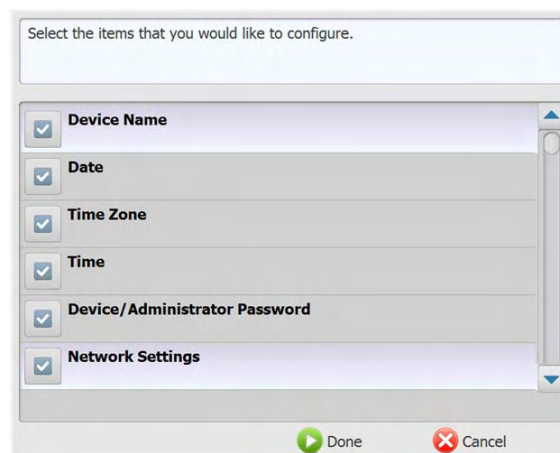 Select the items that you would like to configure.
Device Name
Date
Time Zone
Time
Device/Administrator Password
Network Settings
Done
Cancel